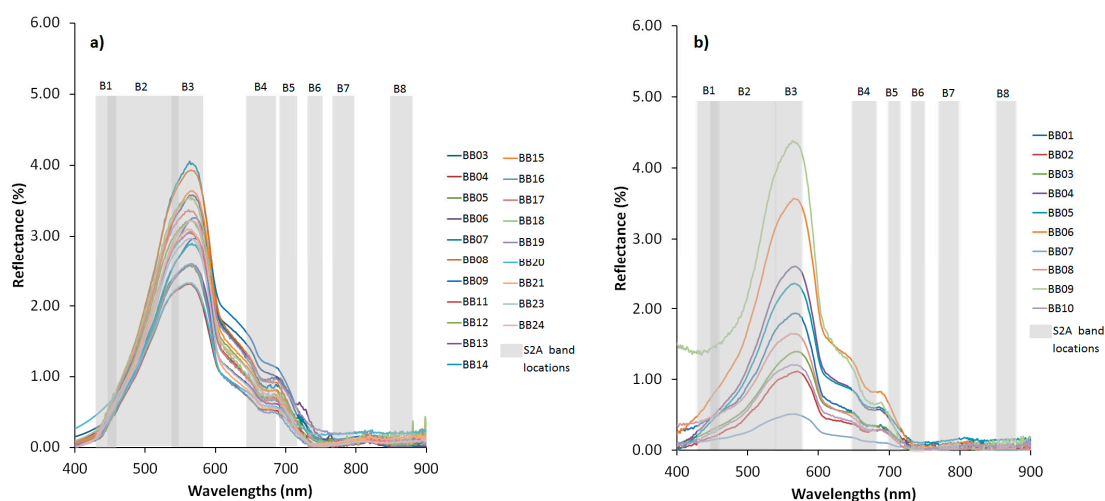 6.00
a)
B1 B2 B3 B4 B5 B6 B7 B8
5.00
4.00
3.00
2.00
1.00
0.00
400 500 600 700 800 900
Reflectance (%)
Wavelengths (nm)
BB03 BB15
BB04 BB16
BB05 BB17
BB06 BB18
BB07 BB19
BB08 BB20
BB09 BB21
BB11 BB23
BB12 BB24
BB13 S2A band
BB14 locations
6.00
b)
B1 B2 B3 B4 B5 B6 B7 B8
5.00
4.00
3.00
2.00
1.00
0.00
400 500 600 700 800 900
Reflectance (%)
Wavelengths (nm)
BB01
BB02
BB03
BB04
BB05
BB06
BB07
BB08
BB09
BB10
S2A band
locations